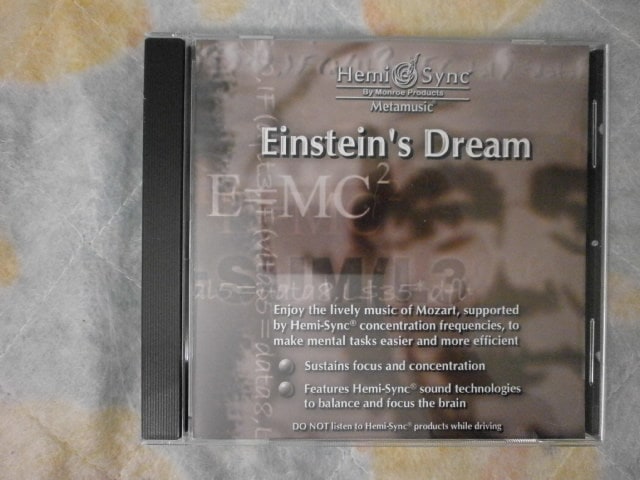 Hemi Sync®
By Monroe Products
Metamusic®
Einstein's Dream
E=MC²
Enjoy the lively music of Mozart, supported
by Hemi-Sync® concentration frequencies, to
make mental tasks easier and more efficient
Sustains focus and concentration
Features Hemi-Sync® sound technologies
to balance and focus the brain
DO NOT listen to Hemi-Sync® products while driving